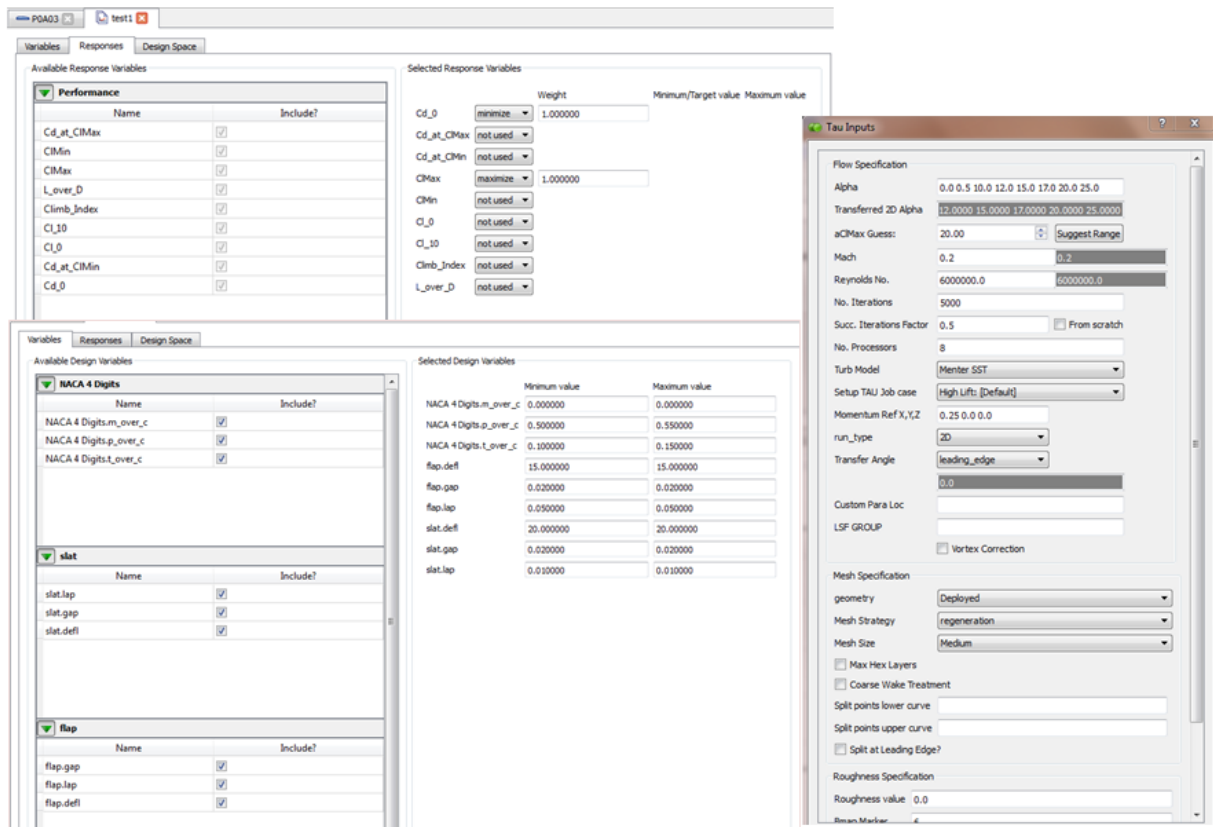 P0A03 test1
Variables Responses Design Space
Available Response Variables
Performance
Name Include?
Cd_at_ClMax
ClMin
ClMax
L_over_D
Climb_Index
Cl_10
Cl_0
Cd_at_ClMin
Cd_0
Selected Response Variables
Weight Minimum/Target value Maximum value
Cd_0 minimize 1.000000
Cd_at_ClMax not used
Cd_at_ClMin not used
ClMax maximize 1.000000
ClMin not used
Cl_0 not used
Cl_10 not used
Climb_Index not used
L_over_D not used
Variables Responses Design Space
Available Design Variables
NACA 4 Digits
Name Include?
NACA 4 Digits.m_over_c
NACA 4 Digits.p_over_c
NACA 4 Digits.t_over_c
slat
Name Include?
slat.lap
slat.gap
slat.defl
flap
Name Include?
flap.gap
flap.lap
flap.defl
Selected Design Variables
Minimum value Maximum value
NACA 4 Digits.m_over_c 0.000000 0.000000
NACA 4 Digits.p_over_c 0.500000 0.550000
NACA 4 Digits.t_over_c 0.100000 0.150000
flap.defl 15.000000 15.000000
flap.gap 0.020000 0.020000
flap.lap 0.050000 0.050000
slat.defl 20.000000 20.000000
slat.gap 0.020000 0.020000
slat.lap 0.010000 0.010000
Tau Inputs
Flow Specification
Alpha 0.0 0.5 10.0 12.0 15.0 17.0 20.0 25.0
Transferred 2D Alpha 12.0000 15.0000 17.0000 20.0000 25.0000
aClMax Guess: 20.00 Suggest Range
Mach 0.2 0.2
Reynolds No. 6000000.0 6000000.0
No. Iterations 5000
Succ. Iterations Factor 0.5 From scratch
No. Processors 8
Turb Model Menter SST
Setup TAU Job case High Lift: [Default]
Momentum Ref X,Y,Z 0.25 0.0 0.0
run_type 2D
Transfer Angle leading_edge
0.0
Custom Para Loc
LSF GROUP
Vortex Correction
Mesh Specification
geometry Deployed
Mesh Strategy regeneration
Mesh Size Medium
Max Hex Layers
Coarse Wake Treatment
Split points lower curve
Split points upper curve
Split at Leading Edge?
Roughness Specification
Roughness value 0.0
Bmap Marker